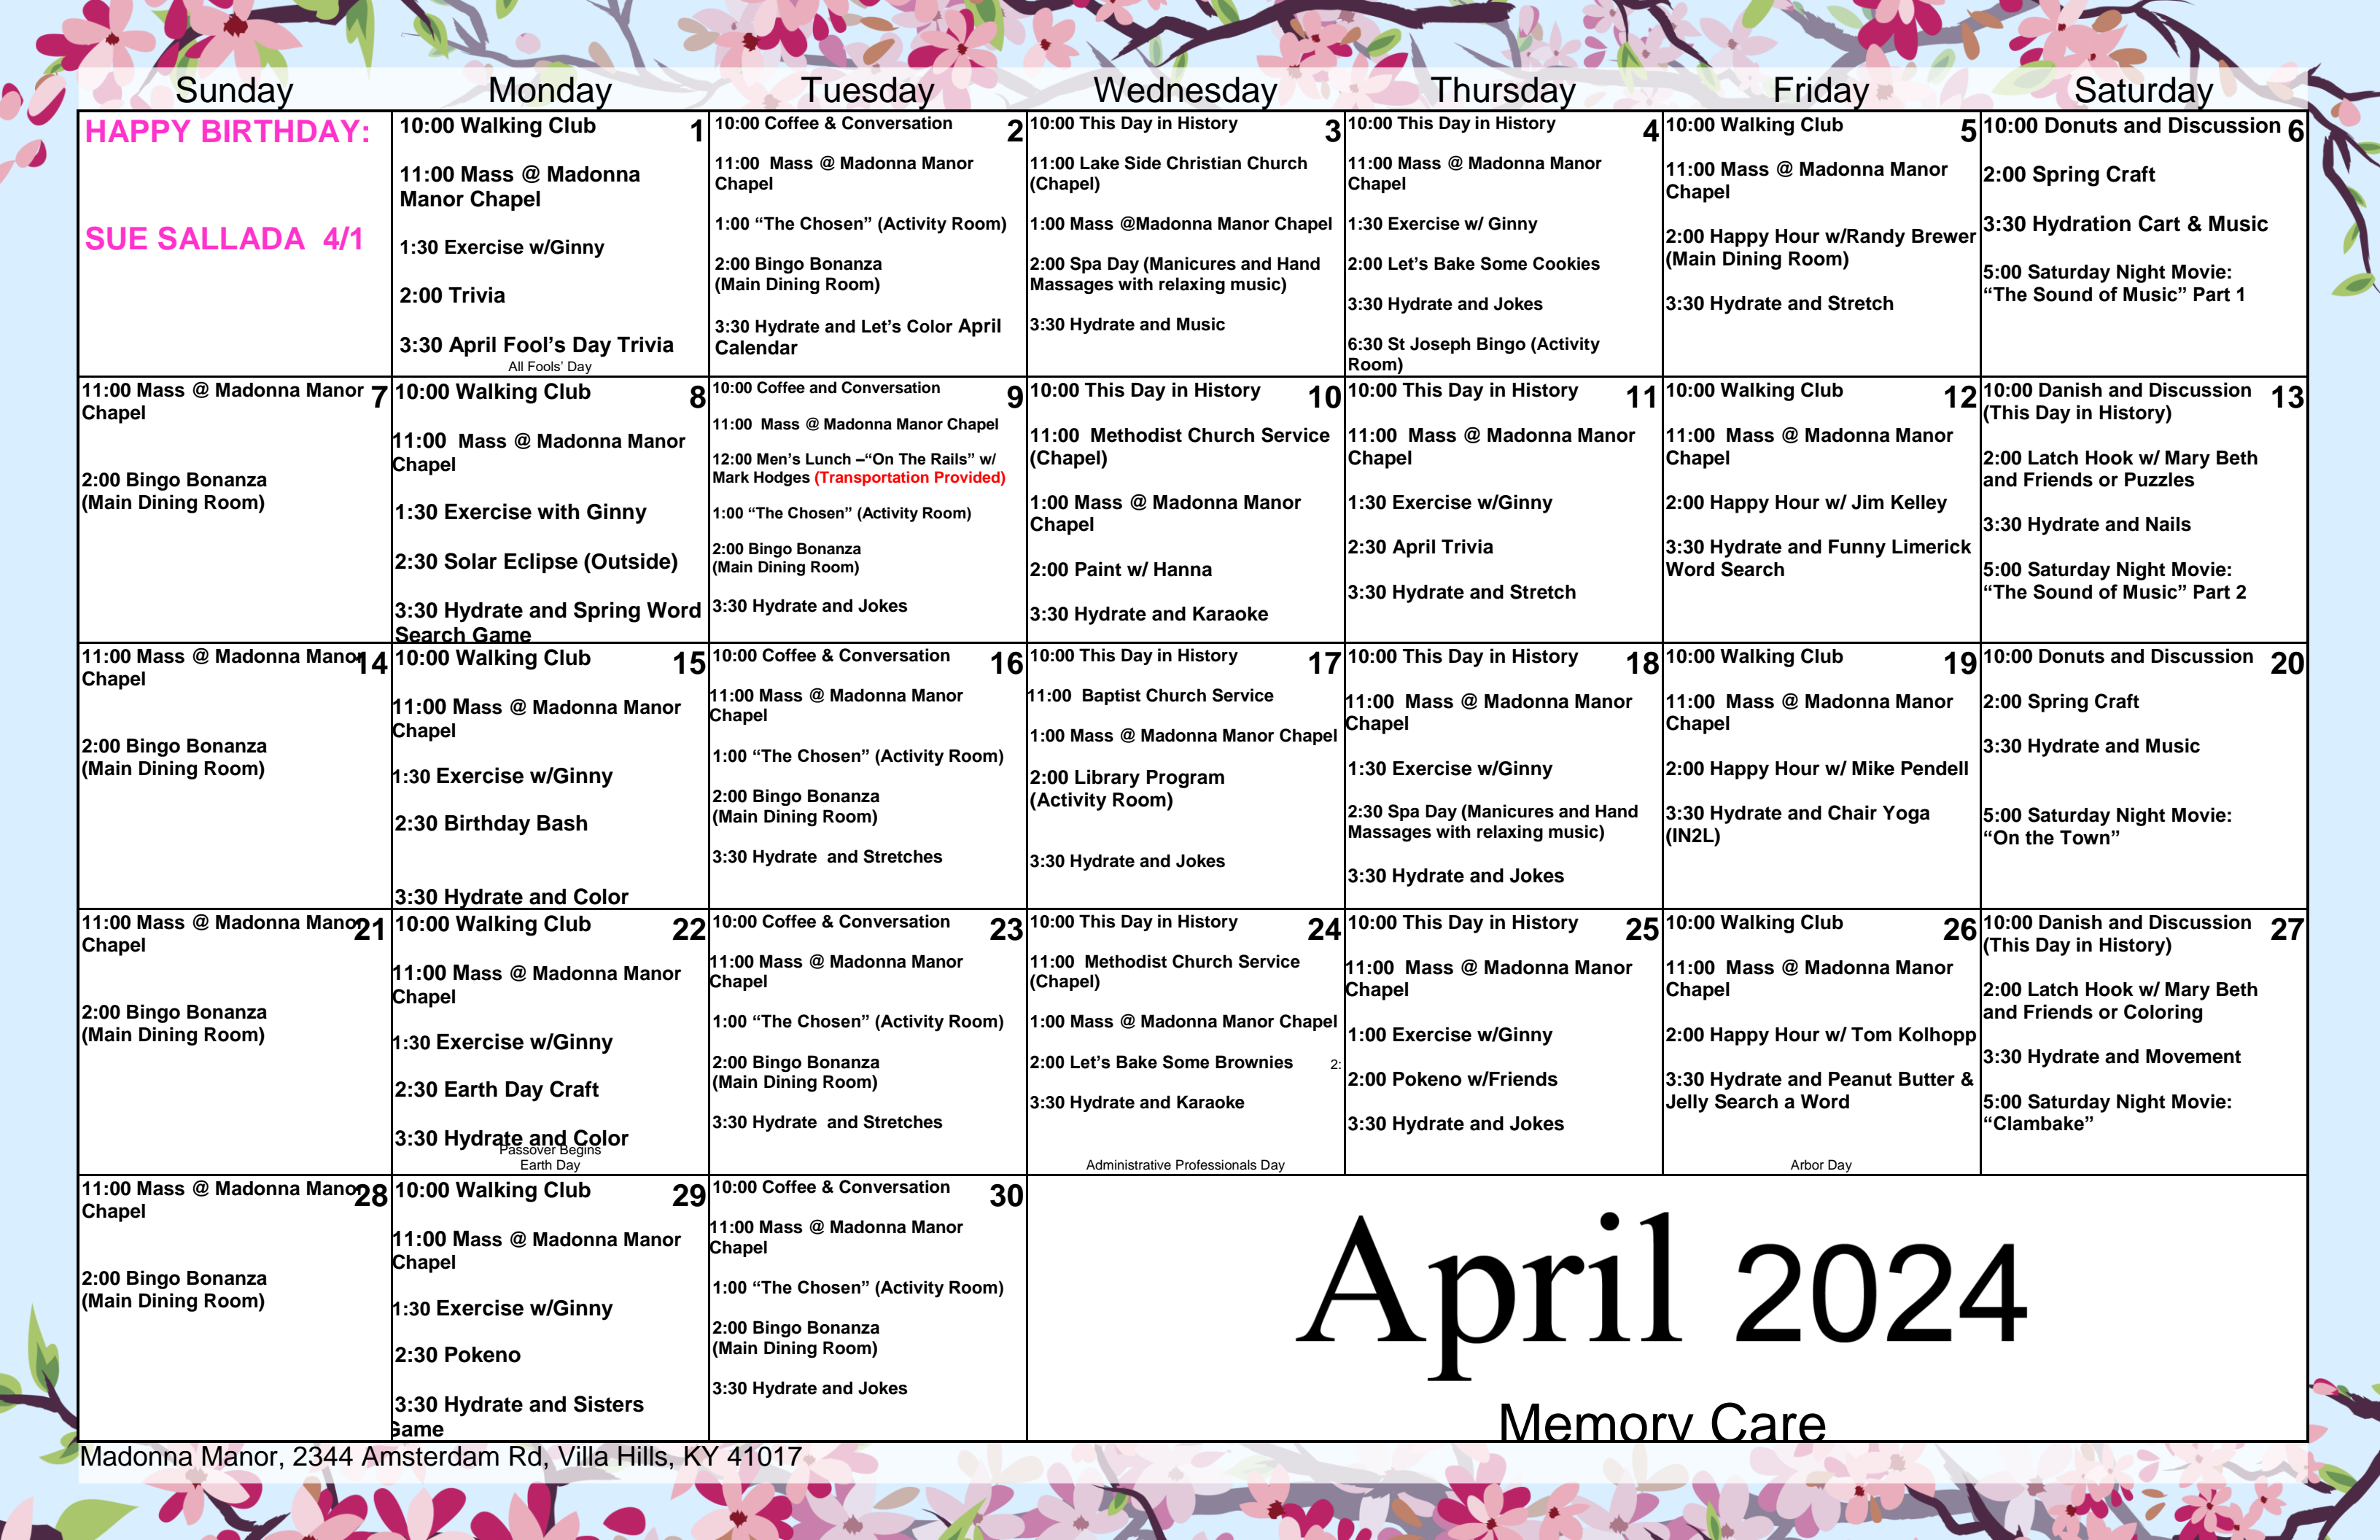 Sunday Monday Tuesday Wednesday Thursday Friday Saturday
HAPPY BIRTHDAY:
SUE SALLADA  4/1
1
10:00 Walking Club
11:00 Mass @ Madonna
Manor Chapel
1:30 Exercise w/Ginny
2:00 Trivia
3:30 April Fool’s Day Trivia
All Fools’ Day
2
10:00 Coffee & Conversation
11:00  Mass @ Madonna Manor
Chapel
1:00 “The Chosen” (Activity Room)
2:00 Bingo Bonanza
(Main Dining Room)
3:30 Hydrate and Let’s Color April
Calendar
3
10:00 This Day in History
11:00 Lake Side Christian Church
(Chapel)
1:00 Mass @Madonna Manor Chapel
2:00 Spa Day (Manicures and Hand
Massages with relaxing music)
3:30 Hydrate and Music
4
10:00 This Day in History
11:00 Mass @ Madonna Manor
Chapel
1:30 Exercise w/ Ginny
2:00 Let’s Bake Some Cookies
3:30 Hydrate and Jokes
6:30 St Joseph Bingo (Activity
Room)
5
10:00 Walking Club
11:00 Mass @ Madonna Manor
Chapel
2:00 Happy Hour w/Randy Brewer
(Main Dining Room)
3:30 Hydrate and Stretch
6
10:00 Donuts and Discussion
2:00 Spring Craft
3:30 Hydration Cart & Music
5:00 Saturday Night Movie:
“The Sound of Music” Part 1
7
11:00 Mass @ Madonna Manor
Chapel
2:00 Bingo Bonanza
(Main Dining Room)
8
10:00 Walking Club
11:00  Mass @ Madonna Manor
Chapel
1:30 Exercise with Ginny
2:30 Solar Eclipse (Outside)
3:30 Hydrate and Spring Word
Search Game
9
10:00 Coffee and Conversation
11:00  Mass @ Madonna Manor Chapel
12:00 Men’s Lunch –“On The Rails” w/
Mark Hodges (Transportation Provided)
1:00 “The Chosen” (Activity Room)
2:00 Bingo Bonanza
(Main Dining Room)
3:30 Hydrate and Jokes
10
10:00 This Day in History
11:00  Methodist Church Service
(Chapel)
1:00 Mass @ Madonna Manor
Chapel
2:00 Paint w/ Hanna
3:30 Hydrate and Karaoke
11
10:00 This Day in History
11:00  Mass @ Madonna Manor
Chapel
1:30 Exercise w/Ginny
2:30 April Trivia
3:30 Hydrate and Stretch
12
10:00 Walking Club
11:00  Mass @ Madonna Manor
Chapel
2:00 Happy Hour w/ Jim Kelley
3:30 Hydrate and Funny Limerick
Word Search
13
10:00 Danish and Discussion
(This Day in History)
2:00 Latch Hook w/ Mary Beth
and Friends or Puzzles
3:30 Hydrate and Nails
5:00 Saturday Night Movie:
“The Sound of Music” Part 2
14
11:00 Mass @ Madonna Manor
Chapel
2:00 Bingo Bonanza
(Main Dining Room)
15
10:00 Walking Club
11:00 Mass @ Madonna Manor
Chapel
1:30 Exercise w/Ginny
2:30 Birthday Bash
3:30 Hydrate and Color
16
10:00 Coffee & Conversation
11:00 Mass @ Madonna Manor
Chapel
1:00 “The Chosen” (Activity Room)
2:00 Bingo Bonanza
(Main Dining Room)
3:30 Hydrate  and Stretches
17
10:00 This Day in History
11:00  Baptist Church Service
1:00 Mass @ Madonna Manor Chapel
2:00 Library Program
(Activity Room)
3:30 Hydrate and Jokes
18
10:00 This Day in History
11:00  Mass @ Madonna Manor
Chapel
1:30 Exercise w/Ginny
2:30 Spa Day (Manicures and Hand
Massages with relaxing music)
3:30 Hydrate and Jokes
19
10:00 Walking Club
11:00  Mass @ Madonna Manor
Chapel
2:00 Happy Hour w/ Mike Pendell
3:30 Hydrate and Chair Yoga
(IN2L)
20
10:00 Donuts and Discussion
2:00 Spring Craft
3:30 Hydrate and Music
5:00 Saturday Night Movie:
“On the Town”
21
11:00 Mass @ Madonna Manor
Chapel
2:00 Bingo Bonanza
(Main Dining Room)
22
10:00 Walking Club
11:00 Mass @ Madonna Manor
Chapel
1:30 Exercise w/Ginny
2:30 Earth Day Craft
3:30 Hydrate and Color
Passover Begins
Earth Day
23
10:00 Coffee & Conversation
11:00 Mass @ Madonna Manor
Chapel
1:00 “The Chosen” (Activity Room)
2:00 Bingo Bonanza
(Main Dining Room)
3:30 Hydrate  and Stretches
24
10:00 This Day in History
11:00  Methodist Church Service
(Chapel)
1:00 Mass @ Madonna Manor Chapel
2:00 Let’s Bake Some Brownies 2:
3:30 Hydrate and Karaoke
Administrative Professionals Day
25
10:00 This Day in History
11:00  Mass @ Madonna Manor
Chapel
1:00 Exercise w/Ginny
2:00 Pokeno w/Friends
3:30 Hydrate and Jokes
26
10:00 Walking Club
11:00  Mass @ Madonna Manor
Chapel
2:00 Happy Hour w/ Tom Kolhopp
3:30 Hydrate and Peanut Butter &
Jelly Search a Word
Arbor Day
27
10:00 Danish and Discussion
(This Day in History)
2:00 Latch Hook w/ Mary Beth
and Friends or Coloring
3:30 Hydrate and Movement
5:00 Saturday Night Movie:
“Clambake”
28
11:00 Mass @ Madonna Manor
Chapel
2:00 Bingo Bonanza
(Main Dining Room)
29
10:00 Walking Club
11:00 Mass @ Madonna Manor
Chapel
1:30 Exercise w/Ginny
2:30 Pokeno
3:30 Hydrate and Sisters
Game
30
10:00 Coffee & Conversation
11:00 Mass @ Madonna Manor
Chapel
1:00 “The Chosen” (Activity Room)
2:00 Bingo Bonanza
(Main Dining Room)
3:30 Hydrate and Jokes
April 2024
Memory Care
Madonna Manor, 2344 Amsterdam Rd, Villa Hills, KY 41017